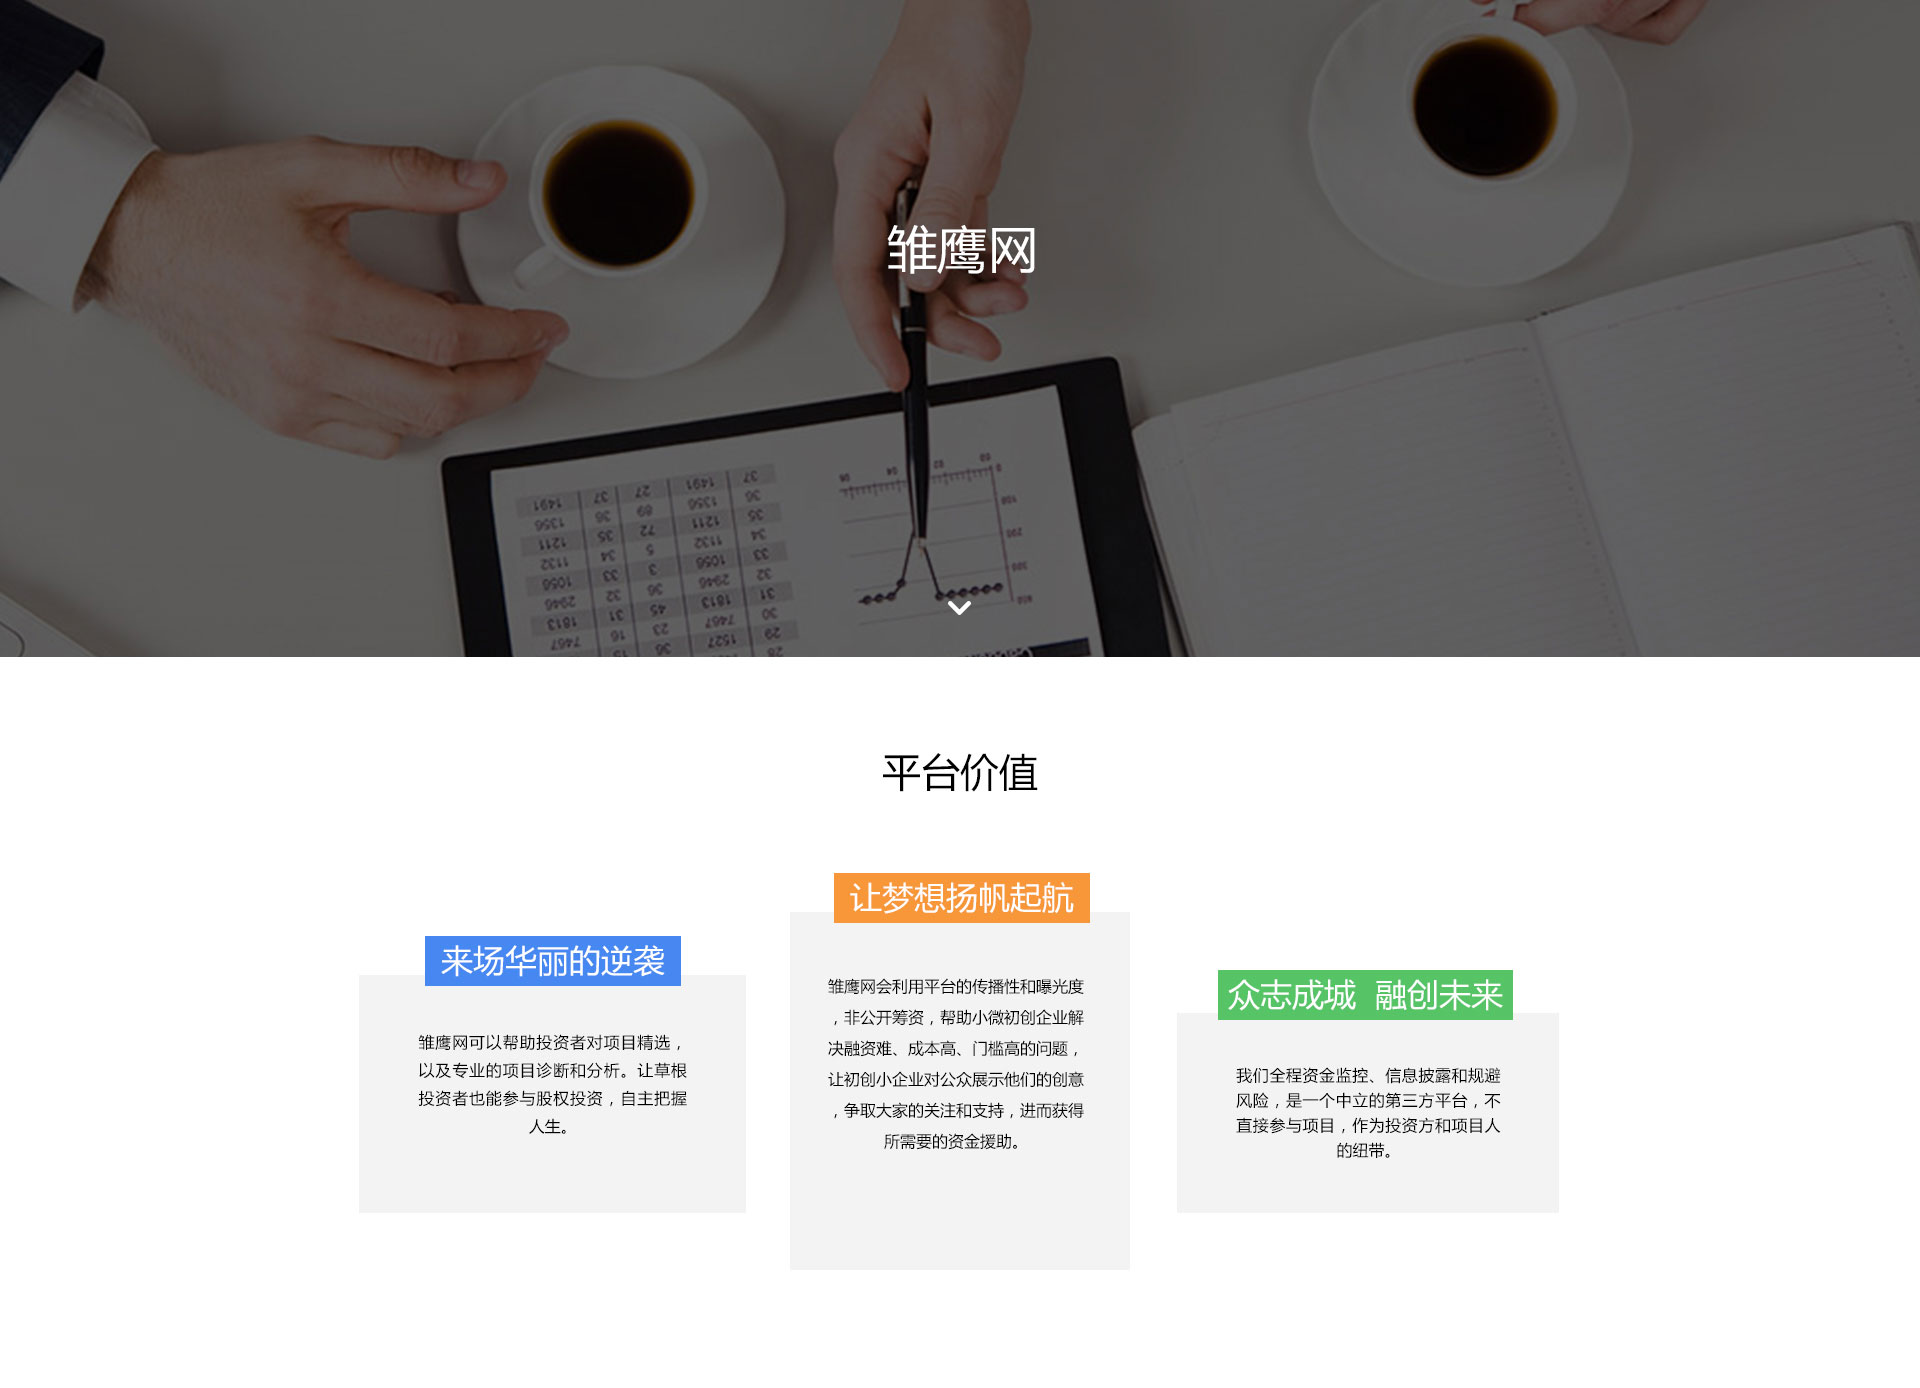 雏鹰网
平台价值
来场华丽的逆袭
雏鹰网可以帮助投资者对项目精选，
以及专业的项目诊断和分析。让草根
投资者也能参与股权投资，自主把握
人生。
让梦想扬帆起航
雏鹰网会利用平台的传播性和曝光度
，非公开筹资，帮助小微初创企业解
决融资难、成本高、门槛高的问题，
让初创小企业对公众展示他们的创意
，争取大家的关注和支持，进而获得
所需要的资金援助。
众志成城 融创未来
我们全程资金监控、信息披露和规避
风险，是一个中立的第三方平台，不
直接参与项目，作为投资方和项目人
的纽带。